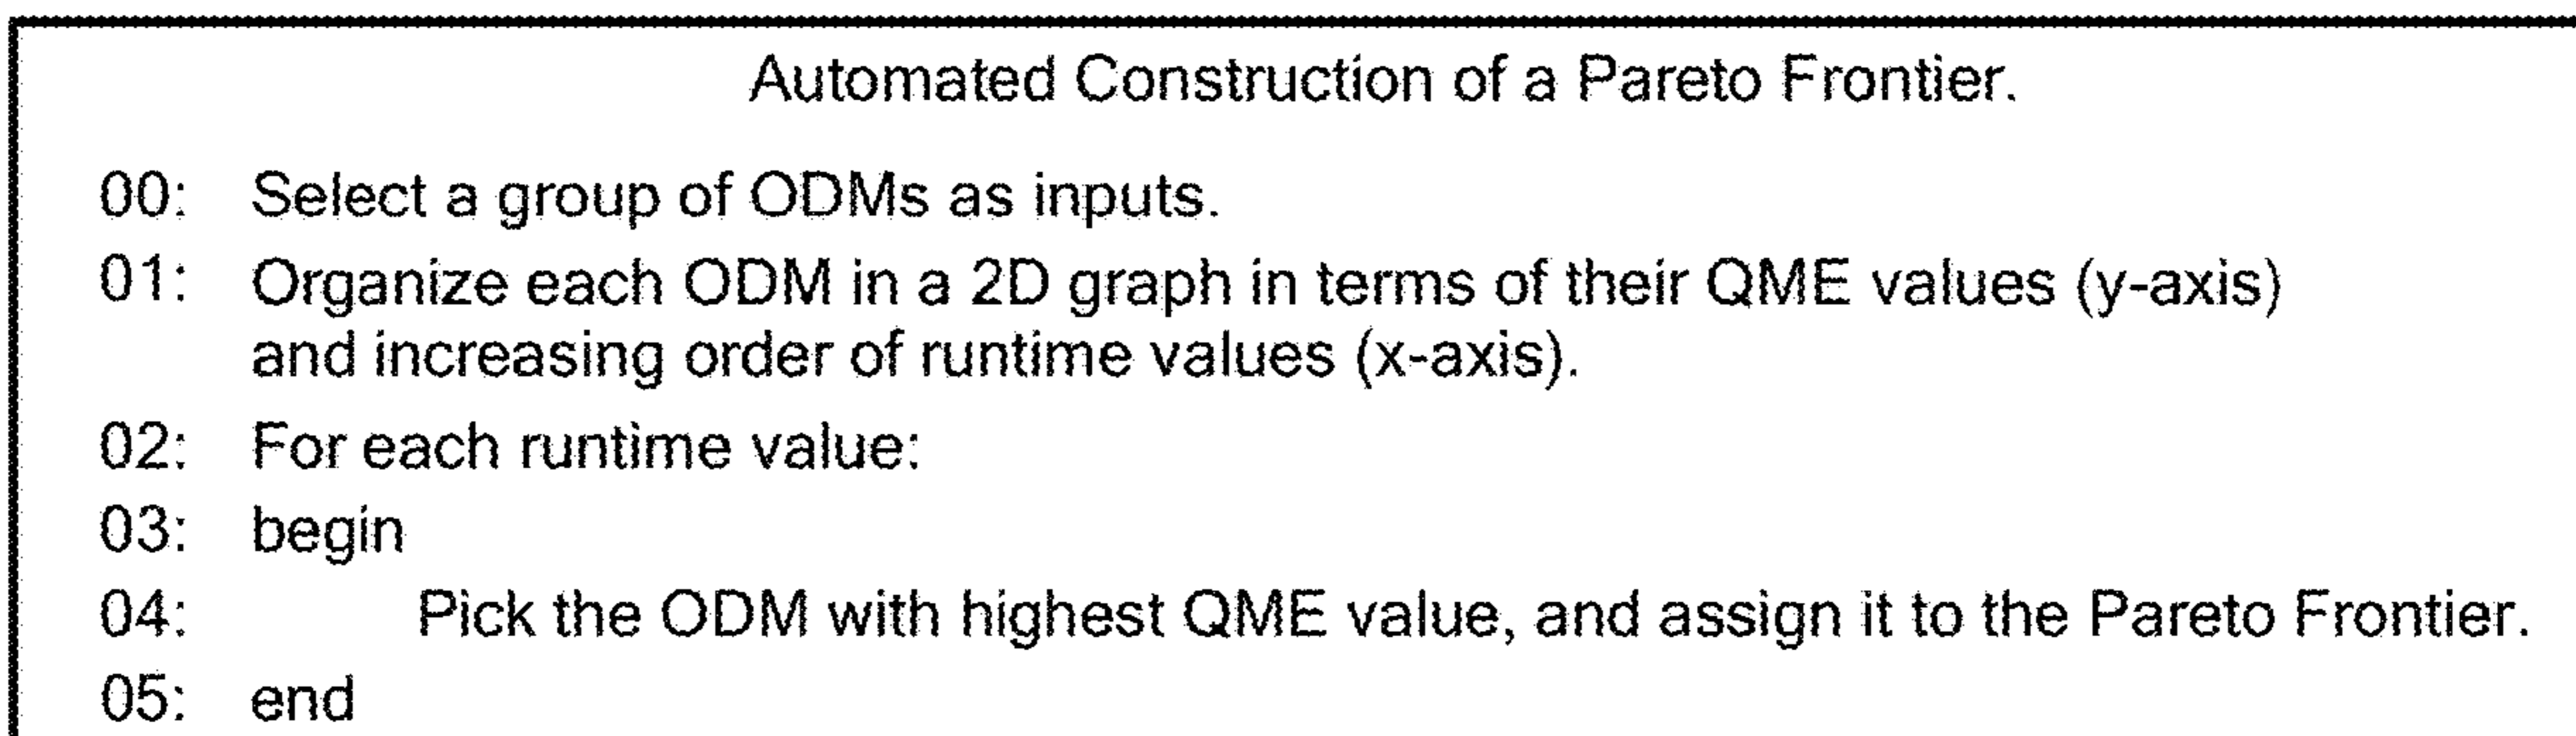 Automated Construction of a Pareto Frontier.
00: Select a group of ODMs as inputs.
01: Organize each ODM in a 2D graph in terms of their QME values (y-axis)
and increasing order of runtime values (x-axis).
02: For each runtime value:
03: begin
04: Pick the ODM with highest QME value, and assign it to the Pareto Frontier.
05: end